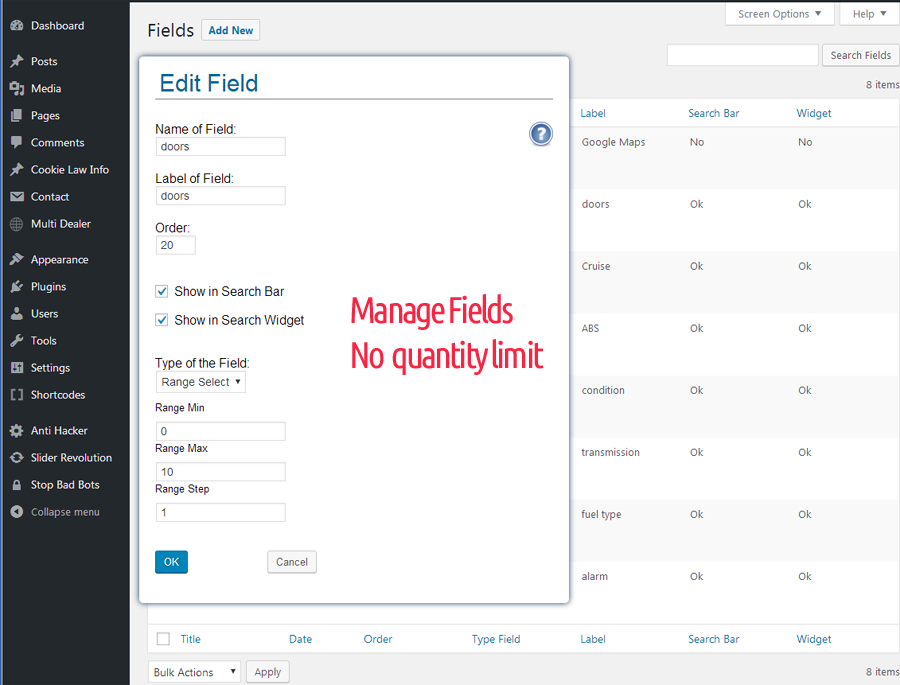 Dashboard
Posts
Media
Pages
Comments
Cookie Law Info
Contact
Multi Dealer
Appearance
Plugins
Users
Tools
Settings
Shortcodes
Anti Hacker
Slider Revolution
Stop Bad Bots
Collapse menu
Screen Options ▼ Help ▼
Fields Add New
Search Fields
8 items
Edit Field
Name of Field:
?
doors
Label of Field:
doors
Order:
20
Show in Search Bar
Show in Search Widget
Manage Fields
No quantity limit
Type of the Field:
Range Select ▼
Range Min
0
Range Max
10
Range Step
1
OK Cancel
Label Search Bar Widget
Google Maps No No
doors Ok Ok
Cruise Ok Ok
ABS Ok Ok
condition Ok Ok
transmission Ok Ok
fuel type Ok Ok
alarm Ok Ok
Title Date Order Type Field Label Search Bar Widget
Bulk Actions ▼ Apply 8 items